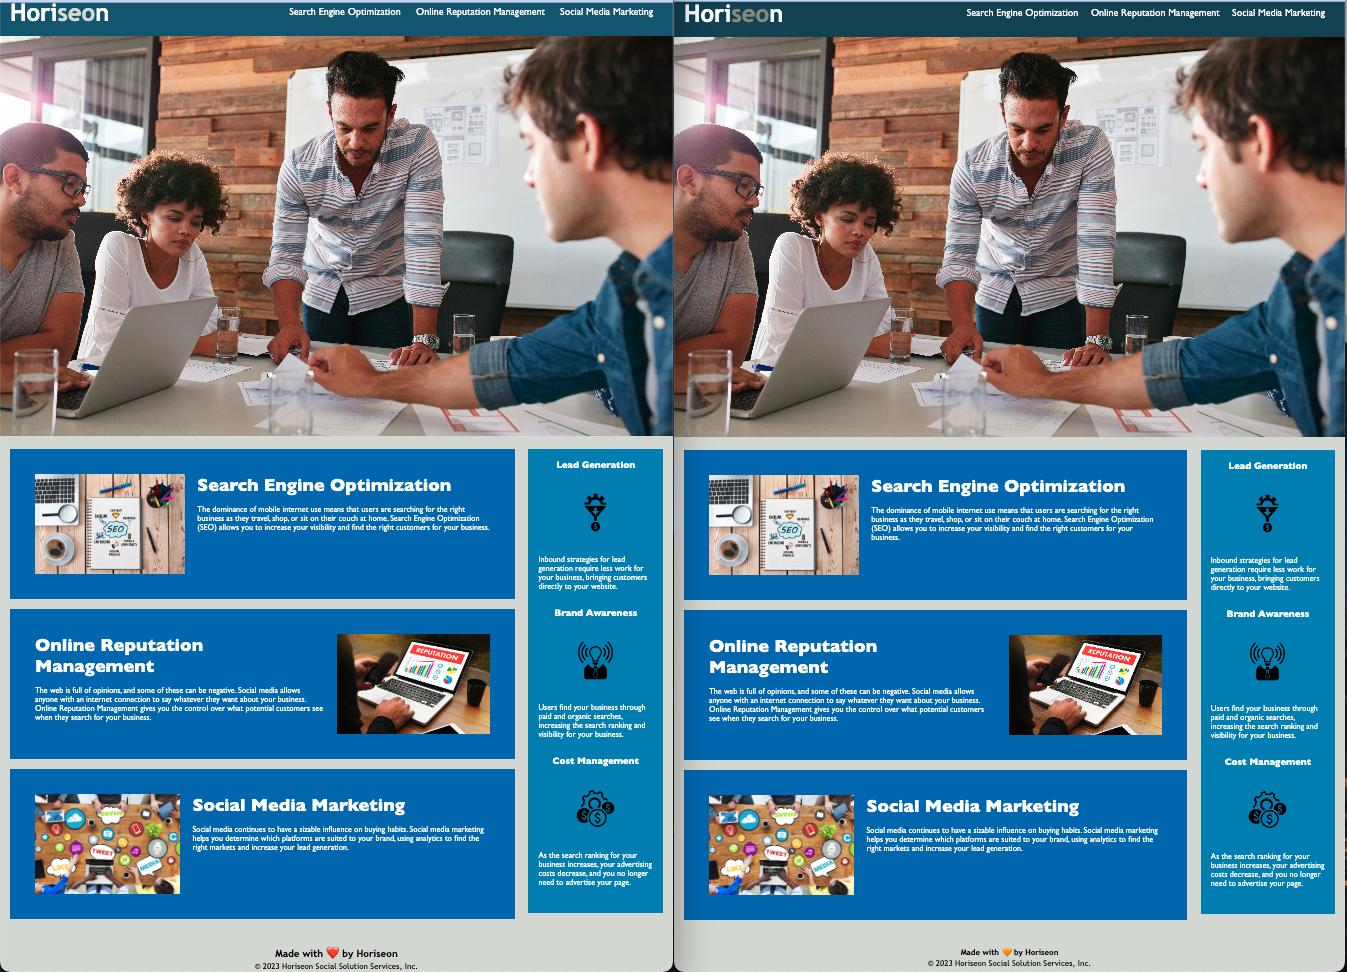 Horiseon
Search Engine Optimization
Online Reputation Management
Social Media Marketing
Search Engine Optimization
The dominance of mobile internet use means that users are searching for the right
business as they travel, shop, or sit on their couch at home. Search Engine Optimization
(SEO) allows you to increase your visibility and find the right customers for your business.
SEO
Online Reputation
Management
The web is full of opinions, and some of these can be negative. Social media allows
anyone with an internet connection to say whatever they want about your business.
Online Reputation Management gives you the control over what potential customers see
when they search for your business.
REPUTATION
Social Media Marketing
Social media continues to have a sizable influence on buying habits. Social media marketing
helps you determine which platforms are suited to your brand, using analytics to find the
right markets and increase your lead generation.
SHARE
LIKE
TWEET
MEDIA
Lead Generation
Inbound strategies for lead
generation require less work for
your business, bringing customers
directly to your website.
Brand Awareness
Users find your business through
paid and organic searches,
increasing the search ranking and
visibility for your business.
Cost Management
As the search ranking for your
business increases, your advertising
costs decrease, and you no longer
need to advertise your page.
Made with ❤️ by Horiseon
© 2023 Horiseon Social Solution Services, Inc.
Horiseon
Search Engine Optimization
Online Reputation Management
Social Media Marketing
Search Engine Optimization
The dominance of mobile internet use means that users are searching for the right
business as they travel, shop, or sit on their couch at home. Search Engine Optimization
(SEO) allows you to increase your visibility and find the right customers for your
business.
SEO
Online Reputation
Management
The web is full of opinions, and some of these can be negative. Social media allows
anyone with an internet connection to say whatever they want about your business.
Online Reputation Management gives you the control over what potential customers
see when they search for your business.
REPUTATION
Social Media Marketing
Social media continues to have a sizable influence on buying habits. Social media marketing
helps you determine which platforms are suited to your brand, using analytics to find the
right markets and increase your lead generation.
SHARE
LIKE
TWEET
MEDIA
Lead Generation
Inbound strategies for lead
generation require less work for
your business, bringing customers
directly to your website.
Brand Awareness
Users find your business through
paid and organic searches,
increasing the search ranking and
visibility for your business.
Cost Management
As the search ranking for your
business increases, your advertising
costs decrease, and you no longer
need to advertise your page.
Made with 🧡 by Horiseon
© 2023 Horiseon Social Solution Services, Inc.